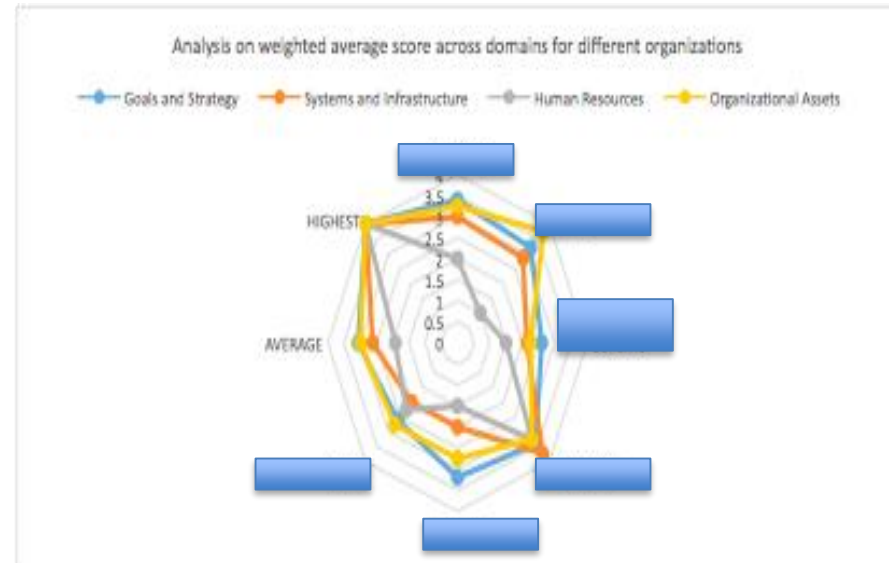 Analysis on weighted average score across domains for different organizations
Goals and Strategy Systems and Infrastructure Human Resources Organizational Assets
4
3.5
HIGHEST 3
2.5
2
1.5
1
0.5
AVERAGE 0